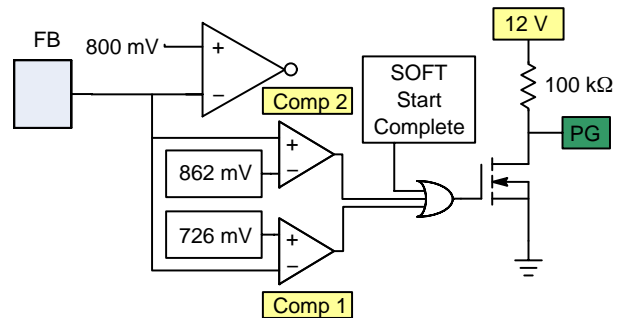 FB
800 mV
+
−
Comp 2
SOFT
Start
Complete
12 V
100 kΩ
PG
862 mV
+
−
726 mV
+
−
Comp 1